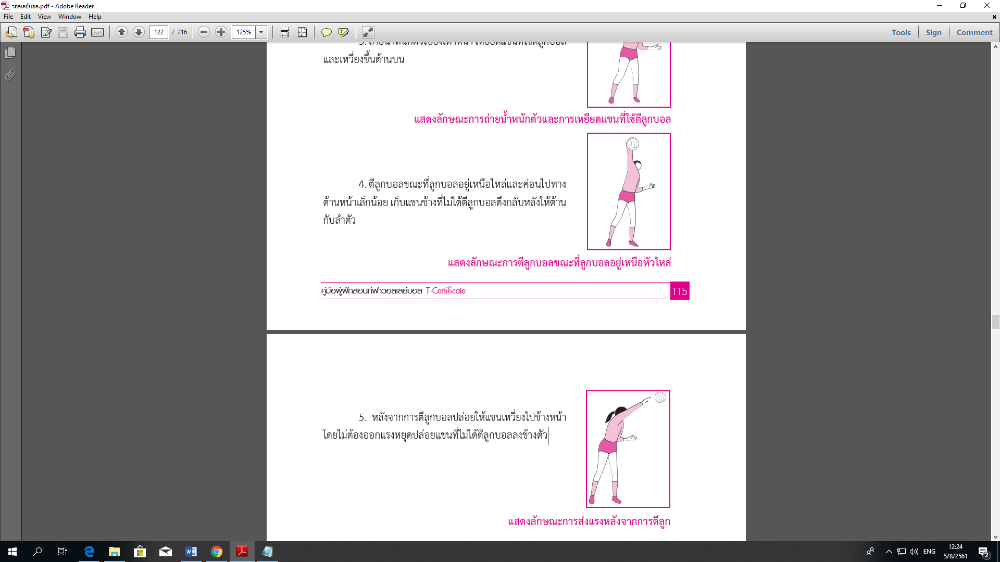 วอลเลย์บอล.pdf - Adobe Reader
File Edit View Window Help
122 / 216 125% Tools Sign Comment
และเหวี่ยงขึ้นด้านบน
แสดงลักษณะการถ่ายน้ำหนักตัวและการเหยียดแขนที่ใช้ตีลูกบอล
4. ตีลูกบอลขณะที่ลูกบอลอยู่เหนือไหล่และค่อนไปทาง
ด้านหน้าเล็กน้อย เก็บแขนข้างที่ไม่ได้ตีลูกบอลดึงกลับหลังให้ต้าน
กับลำตัว
แสดงลักษณะการตีลูกบอลขณะที่ลูกบอลอยู่เหนือหัวไหล่
คู่มือผู้ฝึกสอนกีฬาวอลเลย์บอล T-Certificate 115
5. หลังจากการตีลูกบอลปล่อยให้แขนเหวี่ยงไปข้างหน้า
โดยไม่ต้องออกแรงหยุดปล่อยแขนที่ไม่ได้ตีลูกบอลลงข้างตัว
แสดงลักษณะการส่งแรงหลังจากการตีลูก
ENG 12:24
5/8/2561 2